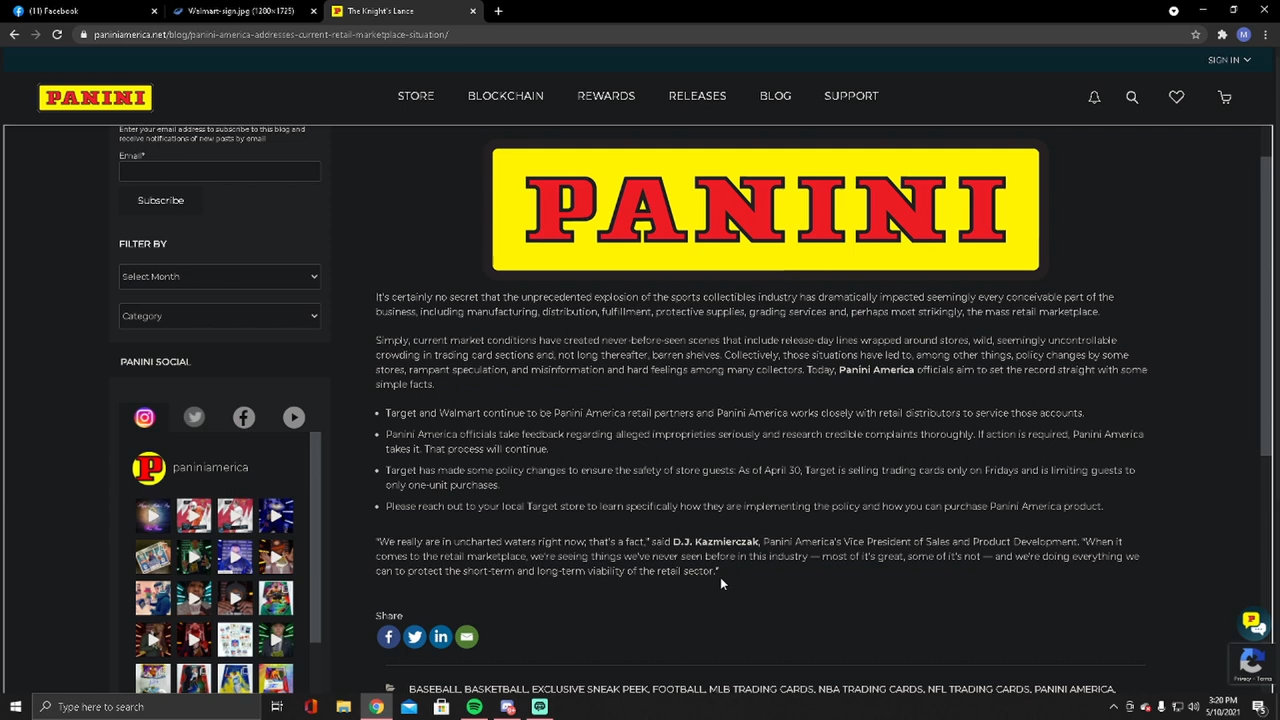 (11) Facebook
Walmart-sign.jpg (1200×1725)
The Knight's Lance
paniniamerica.net/blog/panini-america-addresses-current-retail-marketplace-situation/
M
SIGN IN
PANINI
STORE
BLOCKCHAIN
REWARDS
RELEASES
BLOG
SUPPORT
Enter your email address to subscribe to this blog and
receive notifications of new posts by email
Email*
Subscribe
FILTER BY
Select Month
Category
PANINI SOCIAL
paniniamerica
PANINI
It's certainly no secret that the unprecedented explosion of the sports collectibles industry has dramatically impacted seemingly every conceivable part of the
business, including manufacturing, distribution, fulfillment, protective supplies, grading services and, perhaps most strikingly, the mass retail marketplace.
Simply, current market conditions have created never-before-seen scenes that include release-day lines wrapped around stores, wild, seemingly uncontrollable
crowding in trading card sections and, not long thereafter, barren shelves. Collectively, those situations have led to, among other things, policy changes by some
stores, rampant speculation, and misinformation and hard feelings among many collectors. Today, Panini America officials aim to set the record straight with some
simple facts.
• Target and Walmart continue to be Panini America retail partners and Panini America works closely with retail distributors to service those accounts.
• Panini America officials take feedback regarding alleged improprieties seriously and research credible complaints thoroughly. If action is required, Panini America
takes it. That process will continue.
• Target has made some policy changes to ensure the safety of store guests: As of April 30, Target is selling trading cards only on Fridays and is limiting guests to
only one-unit purchases.
• Please reach out to your local Target store to learn specifically how they are implementing the policy and how you can purchase Panini America product.
"We really are in uncharted waters right now; that's a fact," said D.J. Kazmierczak, Panini America's Vice President of Sales and Product Development. "When it
comes to the retail marketplace, we're seeing things we've never seen before in this industry — most of it's great, some of it's not — and we're doing everything we
can to protect the short-term and long-term viability of the retail sector."
Share
BASEBALL, BASKETBALL, EXCLUSIVE SNEAK PEEK, FOOTBALL, MLB TRADING CARDS, NBA TRADING CARDS, NFL TRADING CARDS, PANINI AMERICA,
Privacy - Terms
Type here to search
3:20 PM
5/10/2021